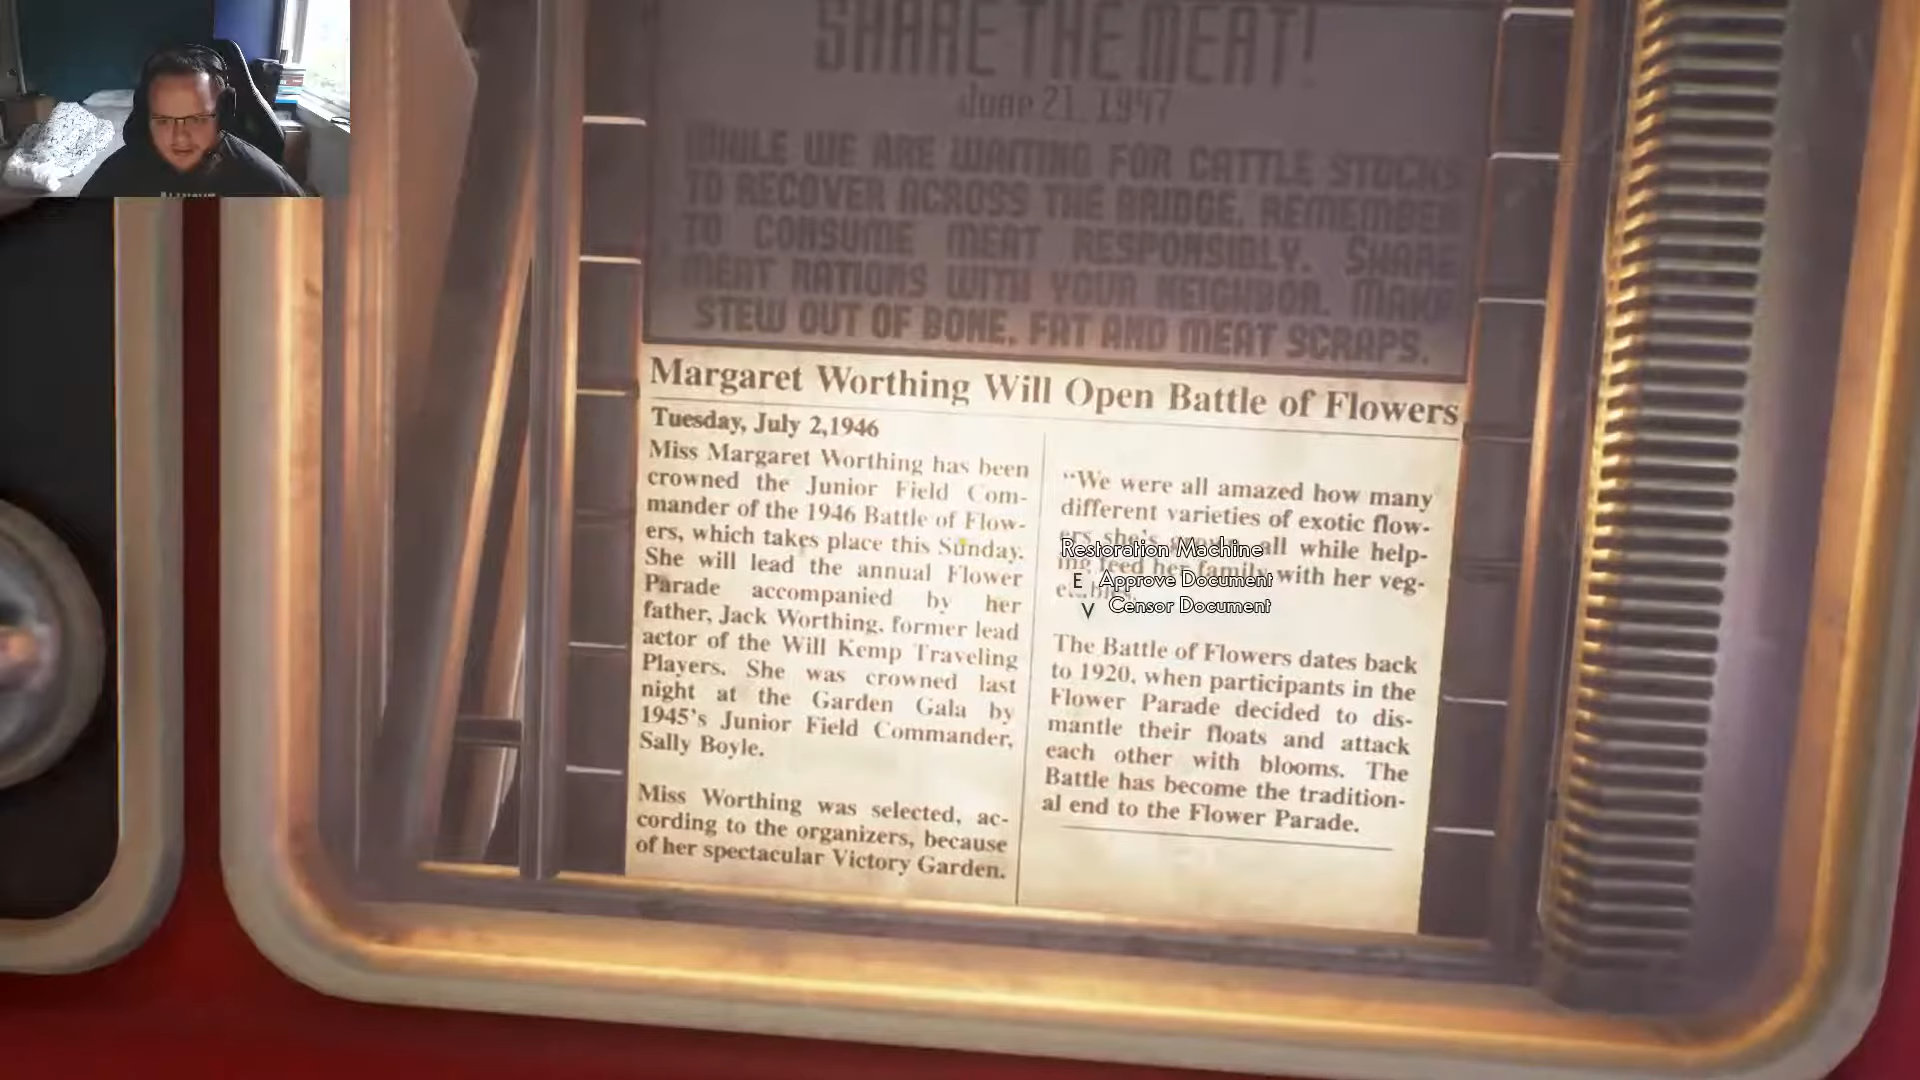 SHARE THE MEAT!
June 21, 1947
WHILE WE ARE WAITING FOR CATTLE STOCKS
TO RECOVER ACROSS THE BRIDGE, REMEMBER
TO CONSUME MEAT RESPONSIBLY. SHARE
MEAT RATIONS WITH YOUR NEIGHBOR. MAKE
STEW OUT OF BONE, FAT AND MEAT SCRAPS.
Margaret Worthing Will Open Battle of Flowers
Tuesday, July 2,1946
Miss Margaret Worthing has been
crowned the Junior Field Com-
mander of the 1946 Battle of Flow-
ers, which takes place this Sunday.
She will lead the annual Flower
Parade accompanied by her
father, Jack Worthing, former lead
actor of the Will Kemp Traveling
Players. She was crowned last
night at the Garden Gala by
1945's Junior Field Commander,
Sally Boyle.
Miss Worthing was selected, ac-
cording to the organizers, because
of her spectacular Victory Garden.
"We were all amazed how many
different varieties of exotic flow-
ers she's all while help-
ing feed her family with her veg-
The Battle of Flowers dates back
to 1920, when participants in the
Flower Parade decided to dis-
mantle their floats and attack
each other with blooms. The
Battle has become the tradition-
al end to the Flower Parade.
Restoration Machine
E Approve Document
V Censor Document